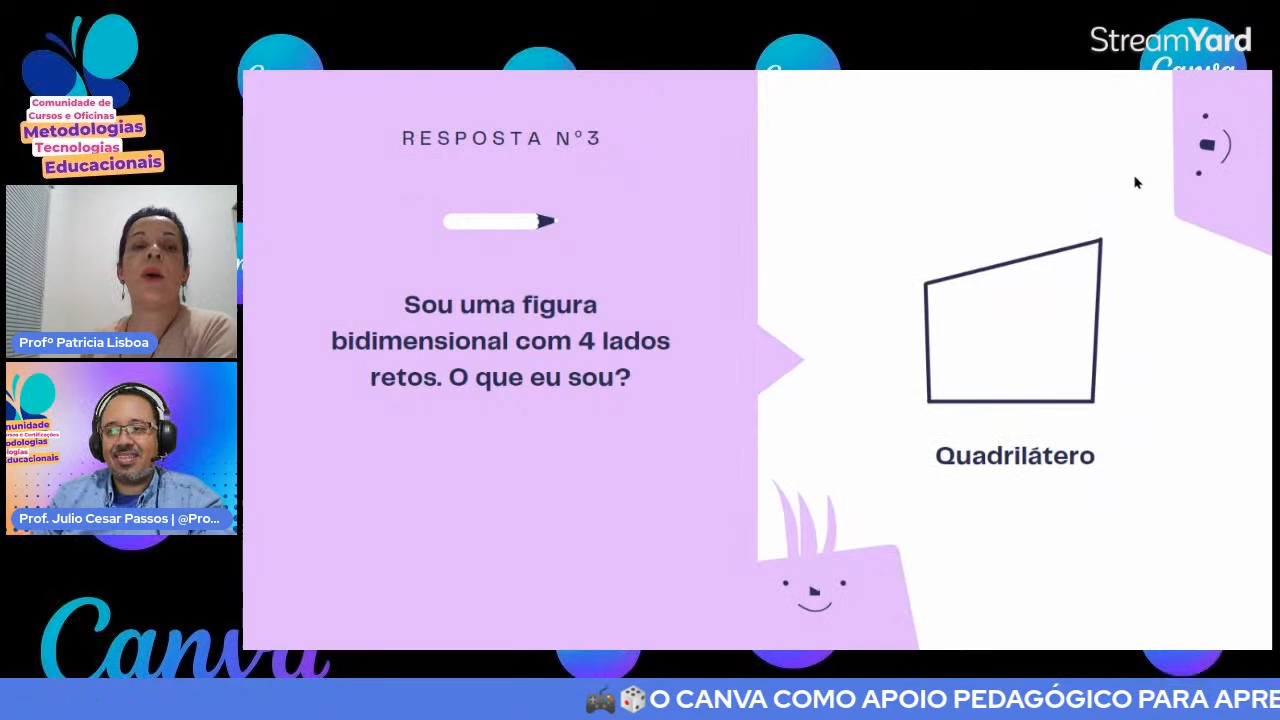 StreamYard
Comunidade de
Cursos e Oficinas
Metodologias
Tecnologias
Educacionais
RESPOSTA Nº3
Sou uma figura
bidimensional com 4 lados
retos. O que eu sou?
Quadrilátero
Profº Patricia Lisboa
Prof. Julio Cesar Passos | @Pro...
Canva
🎮🎲O CANVA COMO APOIO PEDAGÓGICO PARA APRE